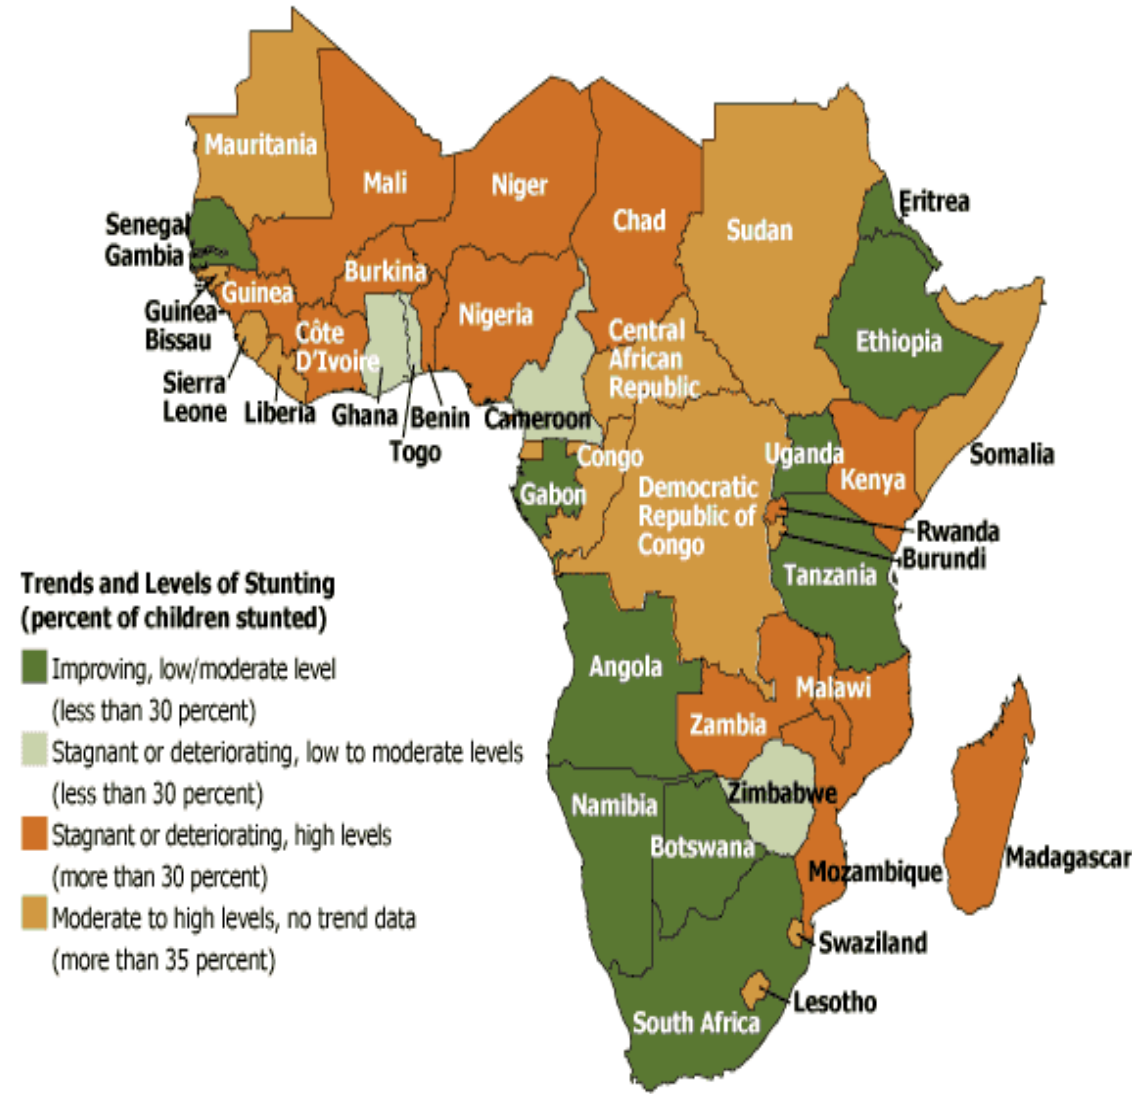 Mauritania
Mali
Niger
Chad
Sudan
Eritrea
Senegal
Gambia
Burkina
Guinea
Nigeria
Guinea-
Bissau
Côte
D'Ivoire
Central
African
Republic
Ethiopia
Sierra
Leone
Liberia
Ghana
Togo
Benin
Cameroon
Congo
Gabon
Democratic
Republic of
Congo
Uganda
Kenya
Somalia
Rwanda
Burundi
Tanzania
Trends and Levels of Stunting
(percent of children stunted)
Improving, low/moderate level
(less than 30 percent)
Stagnant or deteriorating, low to moderate levels
(less than 30 percent)
Stagnant or deteriorating, high levels
(more than 30 percent)
Moderate to high levels, no trend data
(more than 35 percent)
Angola
Malawi
Zambia
Zimbabwe
Namibia
Botswana
Mozambique
Madagascar
Swaziland
Lesotho
South Africa